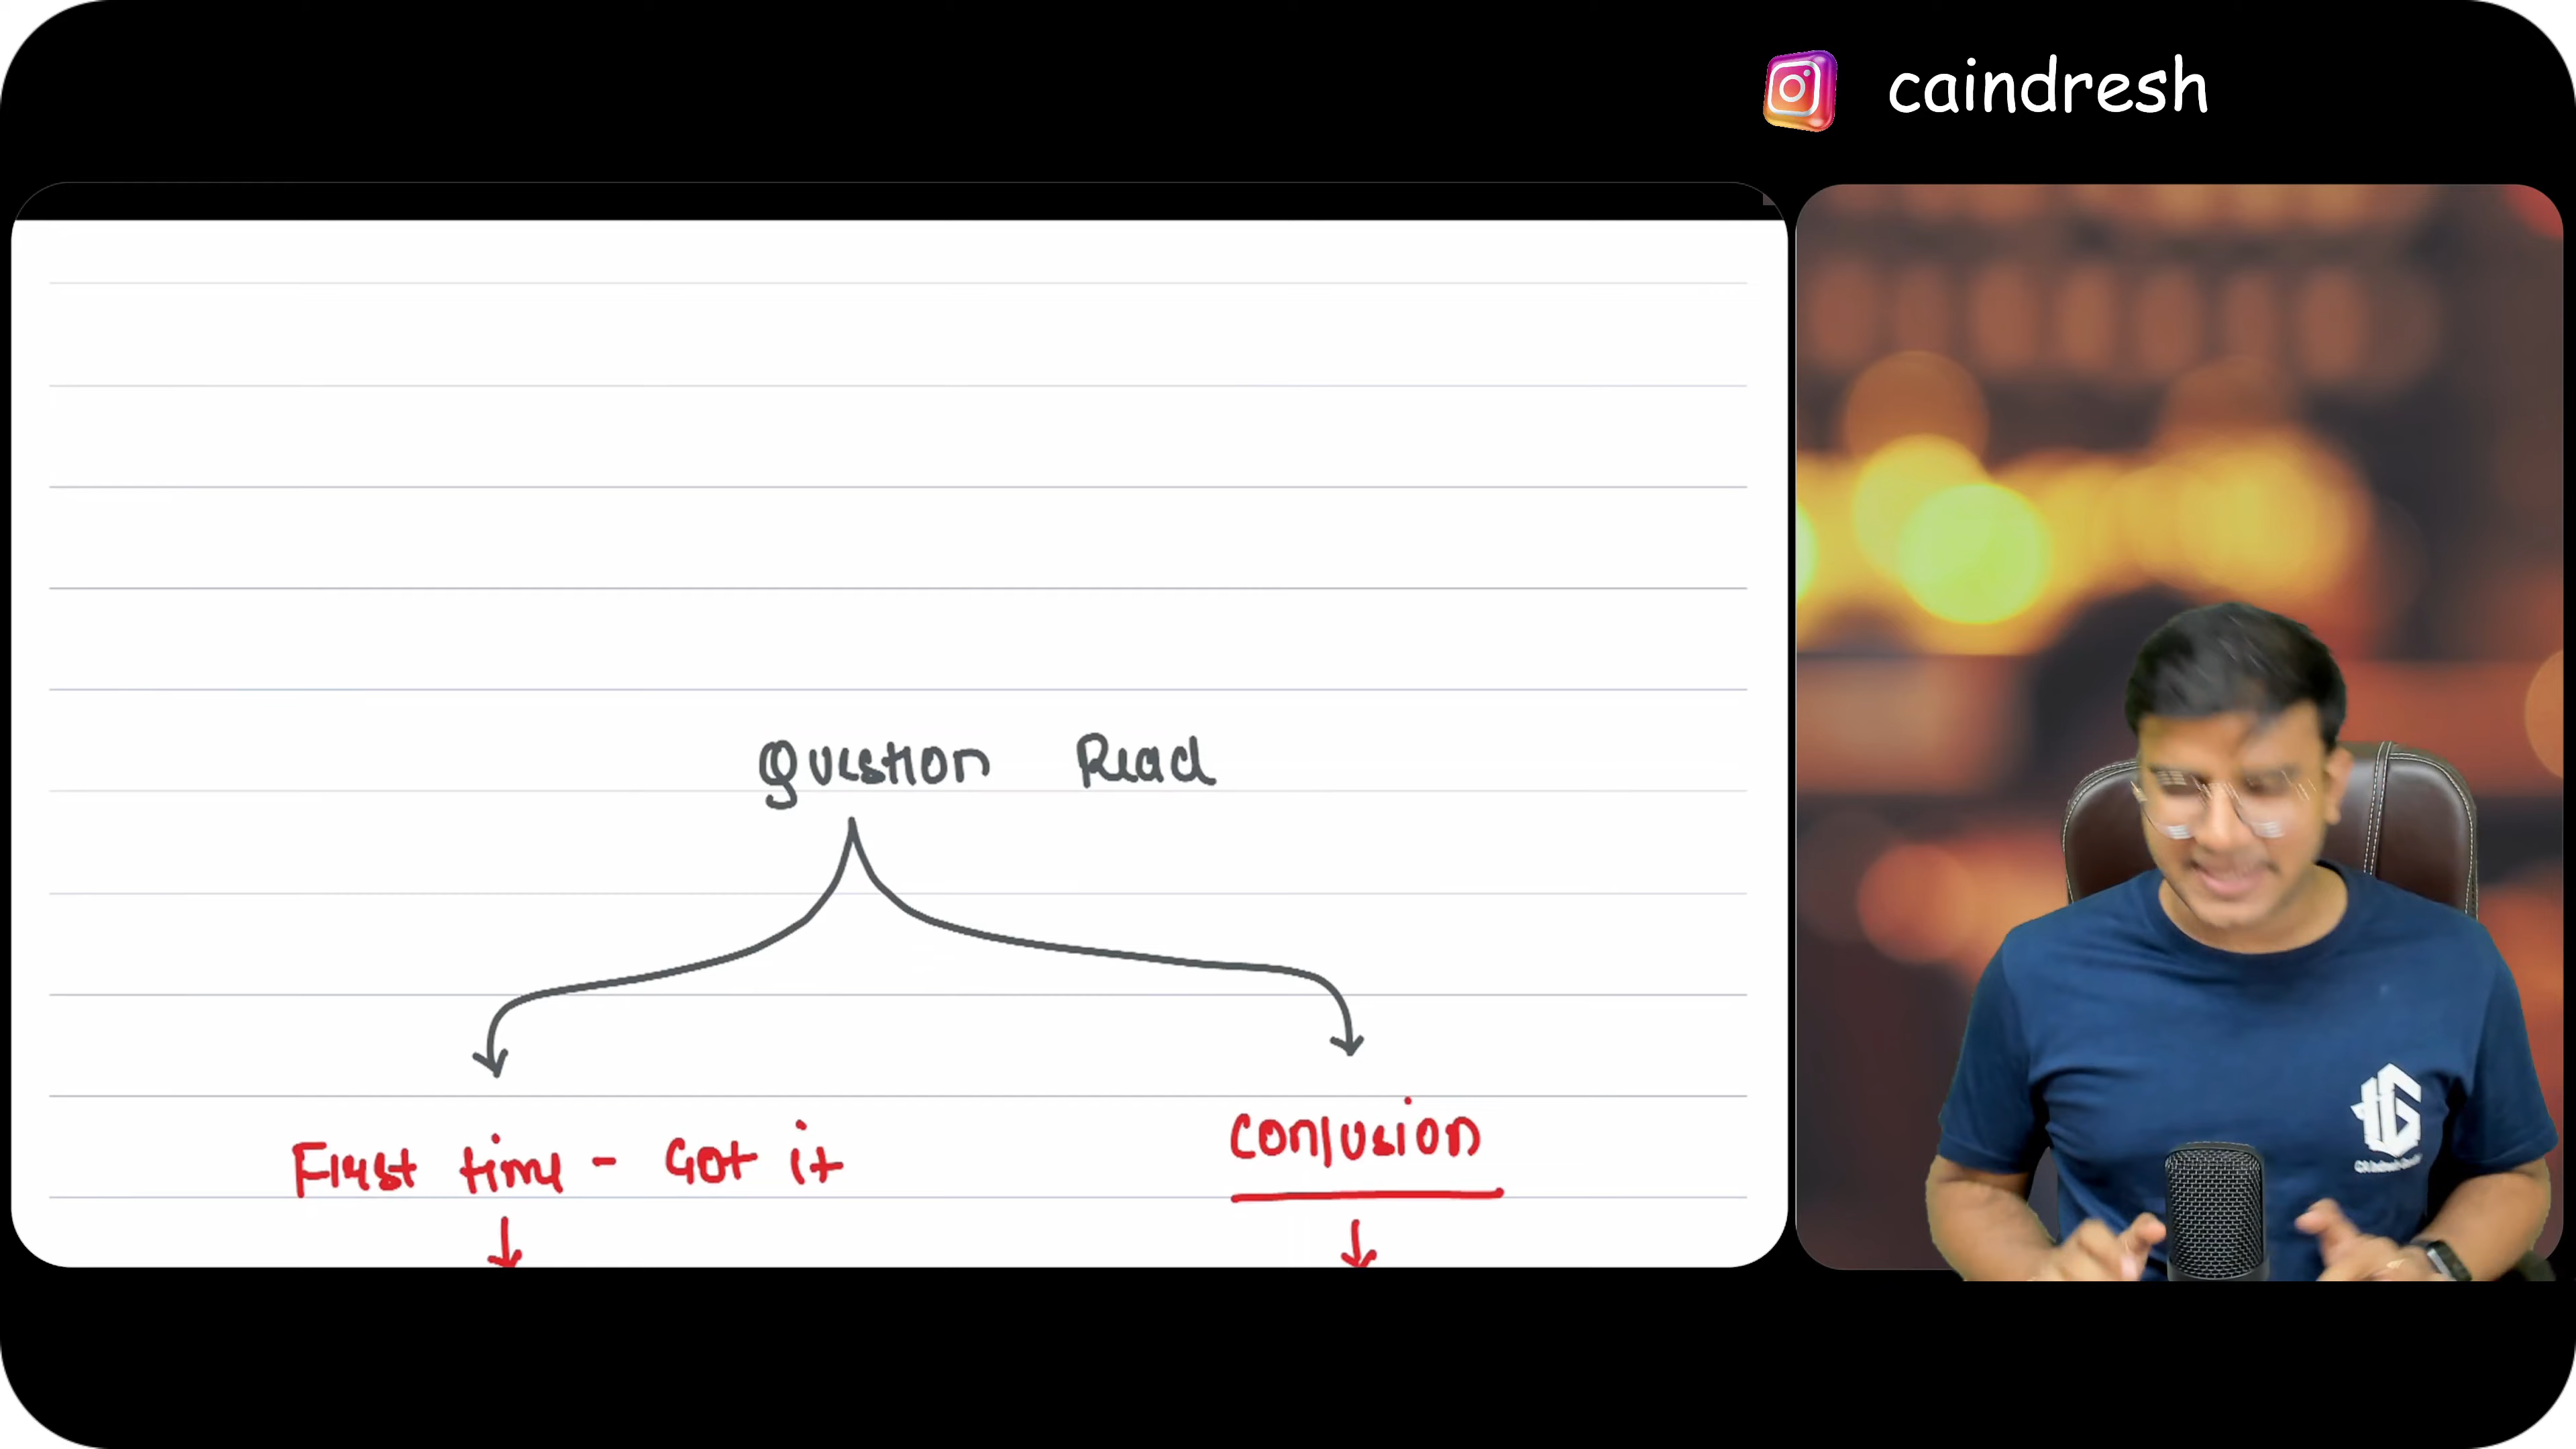 caindresh
Question Read
First time - Got it
Confusion